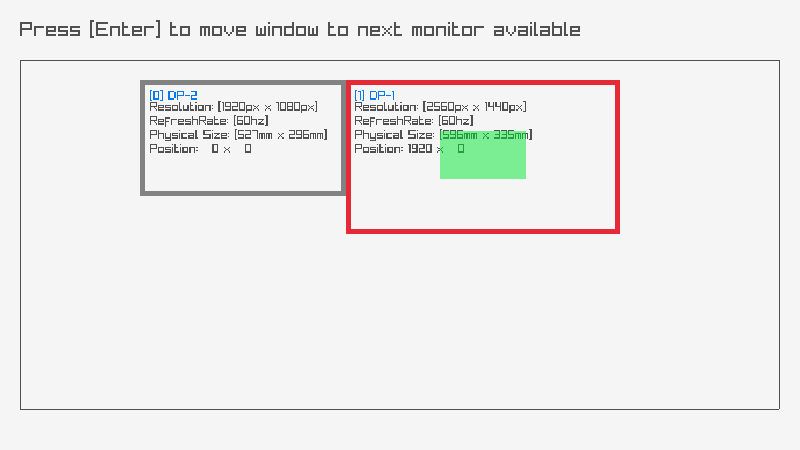 Press [Enter] to move window to next monitor available
[0] DP-2
Resolution: [1920px x 1080px]
RefreshRate: [60hz]
Physical Size: [527mm x 296mm]
Position: 0 x 0
[1] DP-1
Resolution: [2560px x 1440px]
RefreshRate: [60hz]
Physical Size: [596mm x 335mm]
Position: 1920 x 0